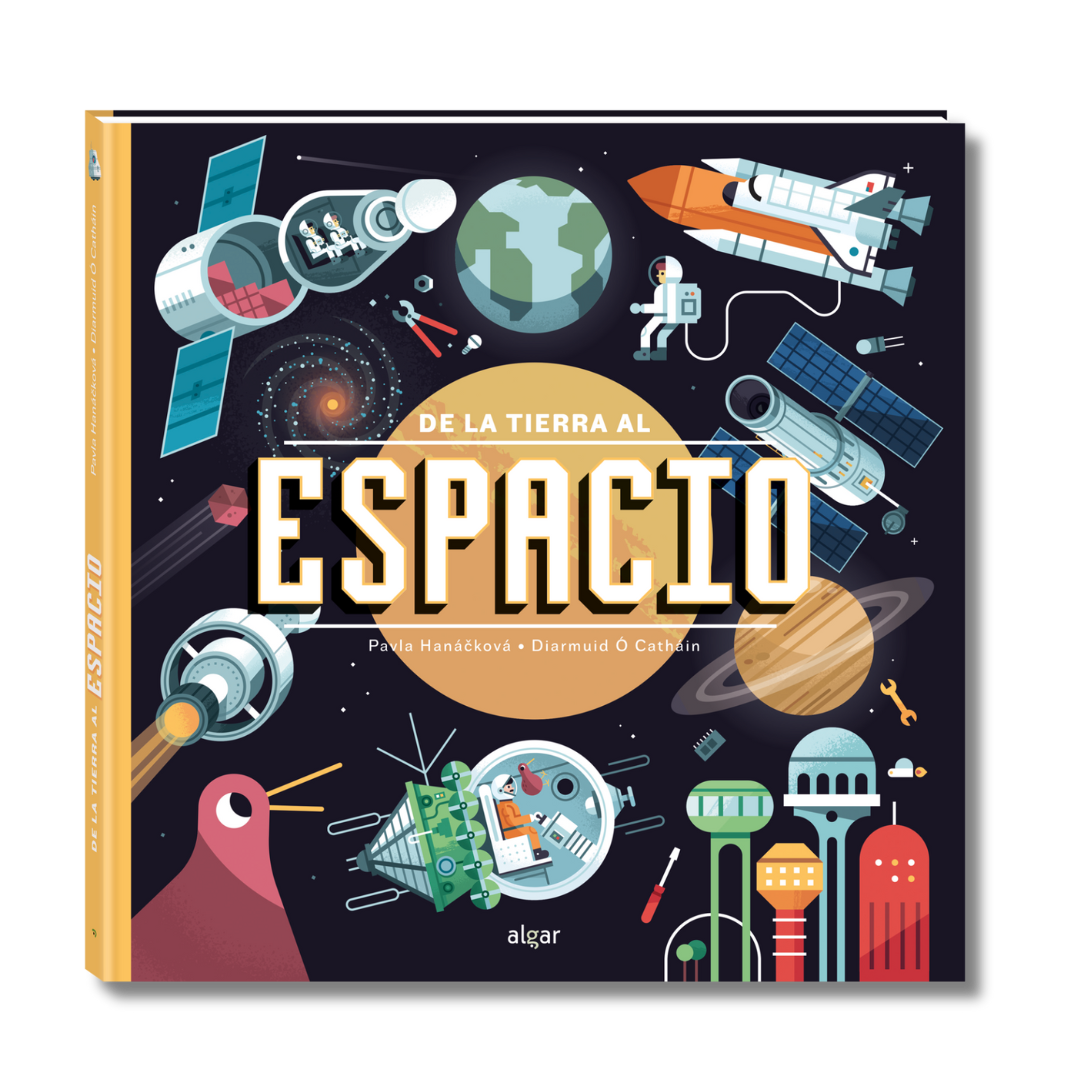 DE LA TIERRA AL
ESPACIO
Pavla Hanáčková • Diarmuid Ó Catháin
algar
Pavla Hanáčková • Diarmuid Ó Catháin
DE LA TIERRA AL ESPACIO